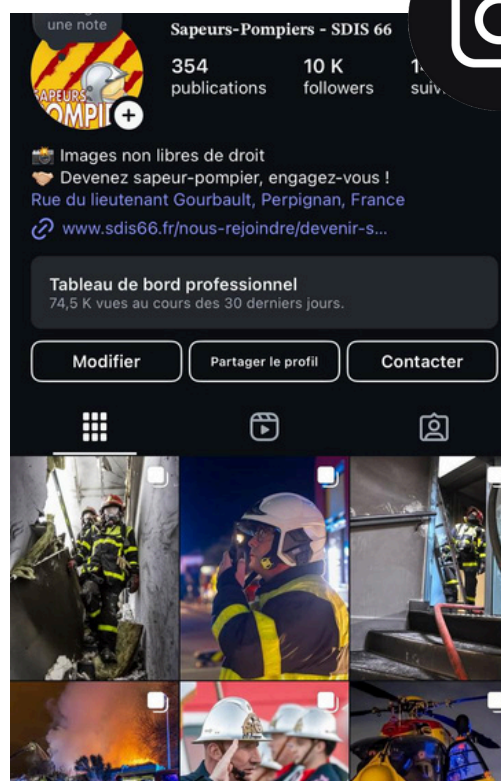 une note
Sapeurs-Pompiers - SDIS 66
354
10 K
publications
followers
SAPEURS
📸 Images non libres de droit
🤝 Devenez sapeur-pompier, engagez-vous !
Rue du lieutenant Gourbault, Perpignan, France
www.sdis66.fr/nous-rejoindre/devenir-s...
Tableau de bord professionnel
74,5 K vues au cours des 30 derniers jours.
Modifier
Partager le profil
Contacter